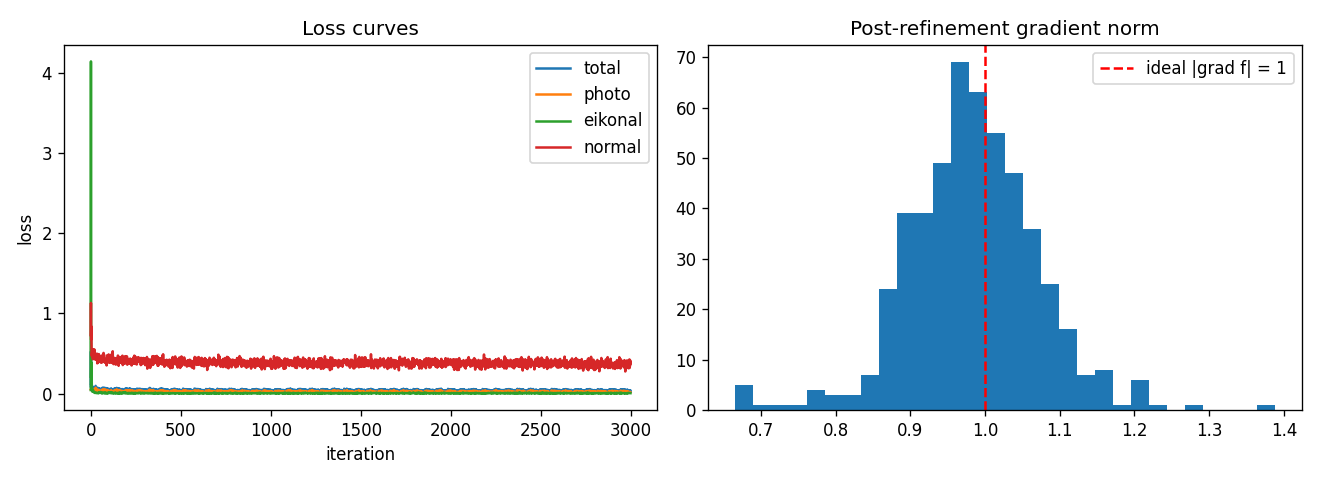 Loss curves
4
3
2
1
0
loss
total
photo
eikonal
normal
0 500 1000 1500 2000 2500 3000
iteration
Post-refinement gradient norm
70
60
50
40
30
20
10
0
ideal |grad f| = 1
0.7 0.8 0.9 1.0 1.1 1.2 1.3 1.4